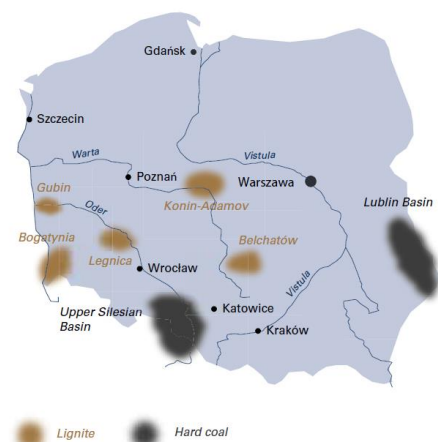 Gdańsk
Szczecin
Warta
Vistula
Poznań
Warszawa
Gubin
Konin-Adamov
Lublin Basin
Oder
Bogatynia
Belchatów
Legnica
Wrocław
Vistula
Upper Silesian
Basin
Katowice
Kraków
Lignite
Hard coal